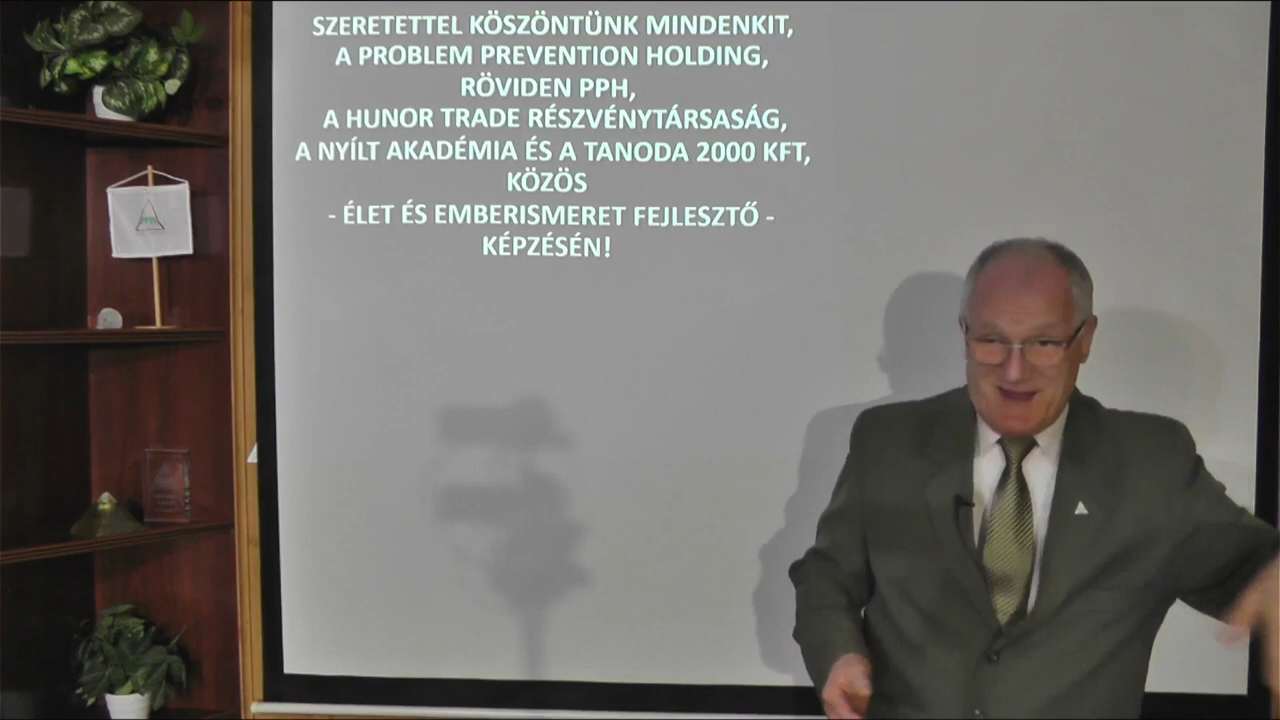 SZERETETTEL KÖSZÖNTÜNK MINDENKIT,
A PROBLEM PREVENTION HOLDING,
RÖVIDEN PPH,
A HUNOR TRADE RÉSZVÉNYTÁRSASÁG,
A NYÍLT AKADÉMIA ÉS A TANODA 2000 KFT,
KÖZÖS
- ÉLET ÉS EMBERISMERET FEJLESZTŐ -
KÉPZÉSÉN!